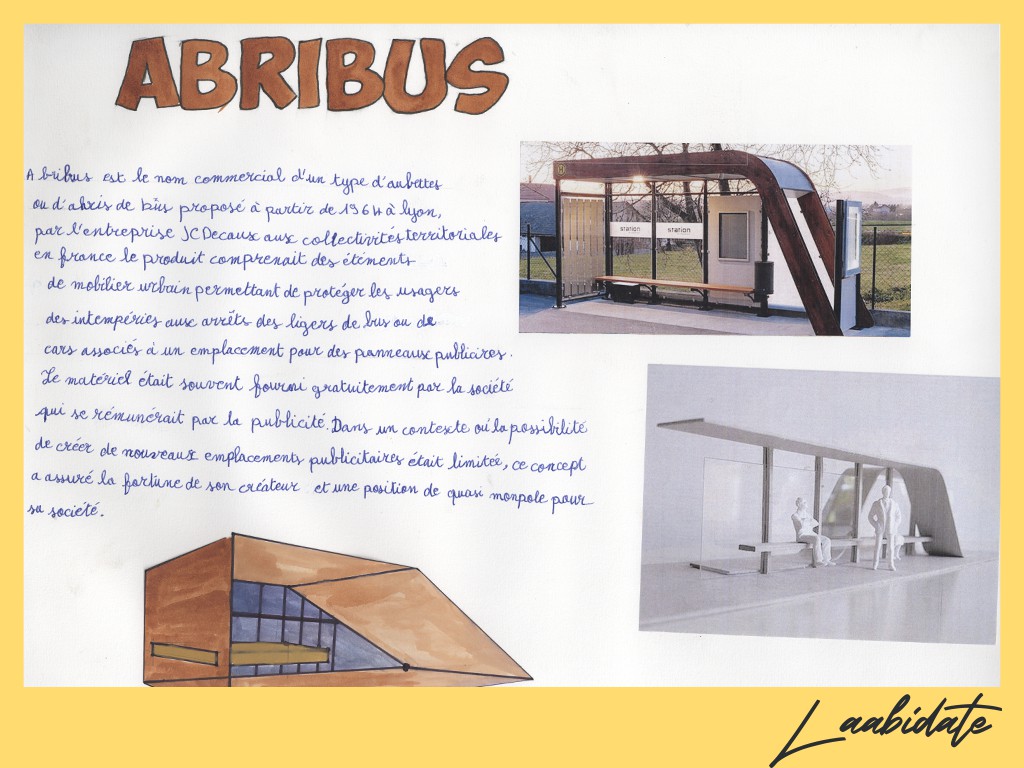 ABRIBUS
Abribus est le nom commercial d'un type d'aubettes
ou d'abris de bus proposé à partir de 1964 à lyon,
par l'entreprise JCDecaux aux collectivités territoriales
en france le produit comprenait des éléments
de mobilier urbain permettant de protéger les usagers
des intempéries aux arrêts des ligers de bus ou de
cars associés à un emplacement pour des panneaux publicires.
Le matériel était souvent fourni gratuitement par la société
qui se rémunérait par la publicité. Dans un contexte où la possibilité
de créer de nouveaux emplacements publicitaires était limitée, ce concept
a assuré la fortune de son créateur et une position de quasi monpole pour
sa société.
H
station station
Laabidate